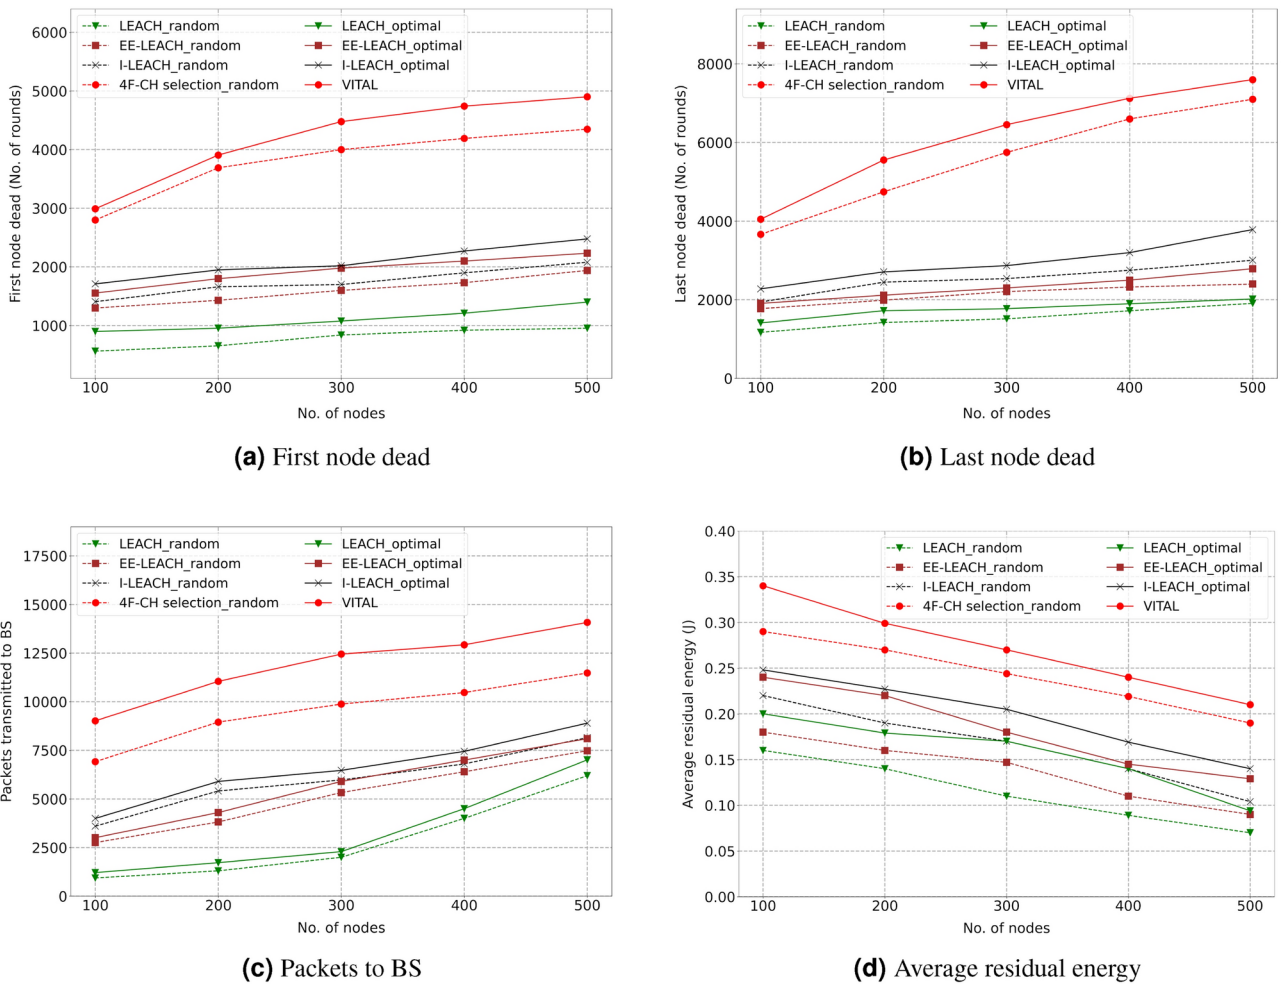 6000
5000
4000
3000
2000
1000
First node dead (No. of rounds)
LEACH_random
EE-LEACH_random
I-LEACH_random
4F-CH selection_random
LEACH_optimal
EE-LEACH_optimal
I-LEACH_optimal
VITAL
100 200 300 400 500
No. of nodes
(a) First node dead
8000
6000
4000
2000
0
Last node dead (No. of rounds)
LEACH_random
EE-LEACH_random
I-LEACH_random
4F-CH selection_random
LEACH_optimal
EE-LEACH_optimal
I-LEACH_optimal
VITAL
100 200 300 400 500
No. of nodes
(b) Last node dead
17500
15000
12500
10000
7500
5000
2500
0
Packets transmitted to BS
LEACH_random
EE-LEACH_random
I-LEACH_random
4F-CH selection_random
LEACH_optimal
EE-LEACH_optimal
I-LEACH_optimal
VITAL
100 200 300 400 500
No. of nodes
(c) Packets to BS
0.40
0.35
0.30
0.25
0.20
0.15
0.10
0.05
0.00
Average residual energy (J)
LEACH_random
EE-LEACH_random
I-LEACH_random
4F-CH selection_random
LEACH_optimal
EE-LEACH_optimal
I-LEACH_optimal
VITAL
100 200 300 400 500
No. of nodes
(d) Average residual energy